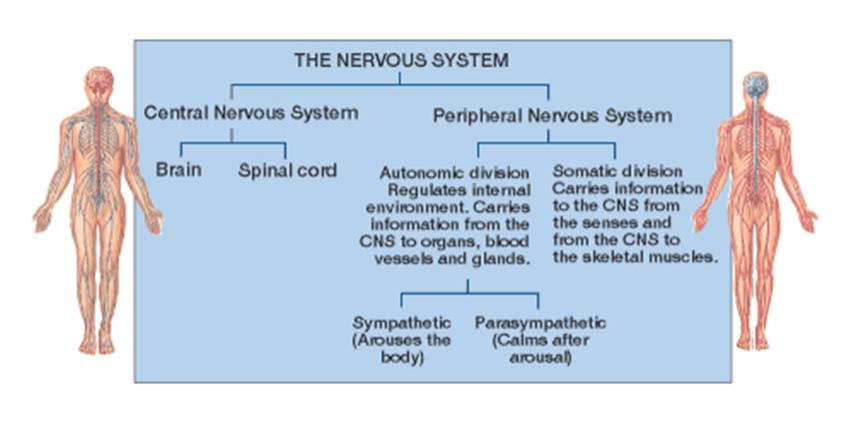 THE NERVOUS SYSTEM
Central Nervous System
Peripheral Nervous System
Brain
Spinal cord
Autonomic division
Regulates internal
environment. Carries
information from the
CNS to organs, blood
vessels and glands.
Somatic division
Carries information
to the CNS from
the senses and
from the CNS to
the skeletal muscles.
Sympathetic
(Arouses the
body)
Parasympathetic
(Calms after
arousal)